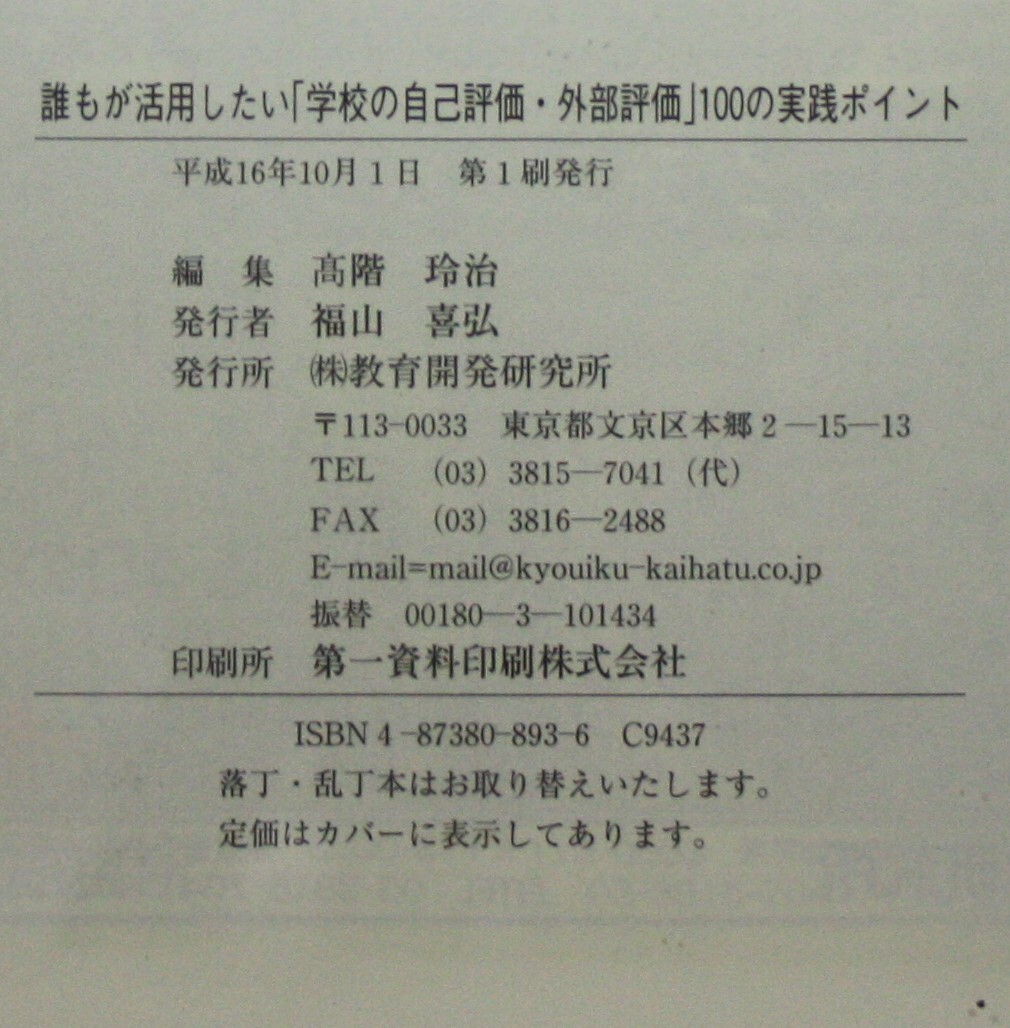 誰もが活用したい「学校の自己評価・外部評価」100の実践ポイント
平成16年10月1日　第1刷発行
編　集　髙階　玲治
発行者　福山　喜弘
発行所　㈱教育開発研究所
〒113-0033　東京都文京区本郷2―15―13
TEL　(03) 3815―7041 (代)
FAX　(03) 3816―2488
E-mail=mail@kyouiku-kaihatu.co.jp
振替　00180―3―101434
印刷所　第一資料印刷株式会社
ISBN 4-87380-893-6　C9437
落丁・乱丁本はお取り替えいたします。
定価はカバーに表示してあります。